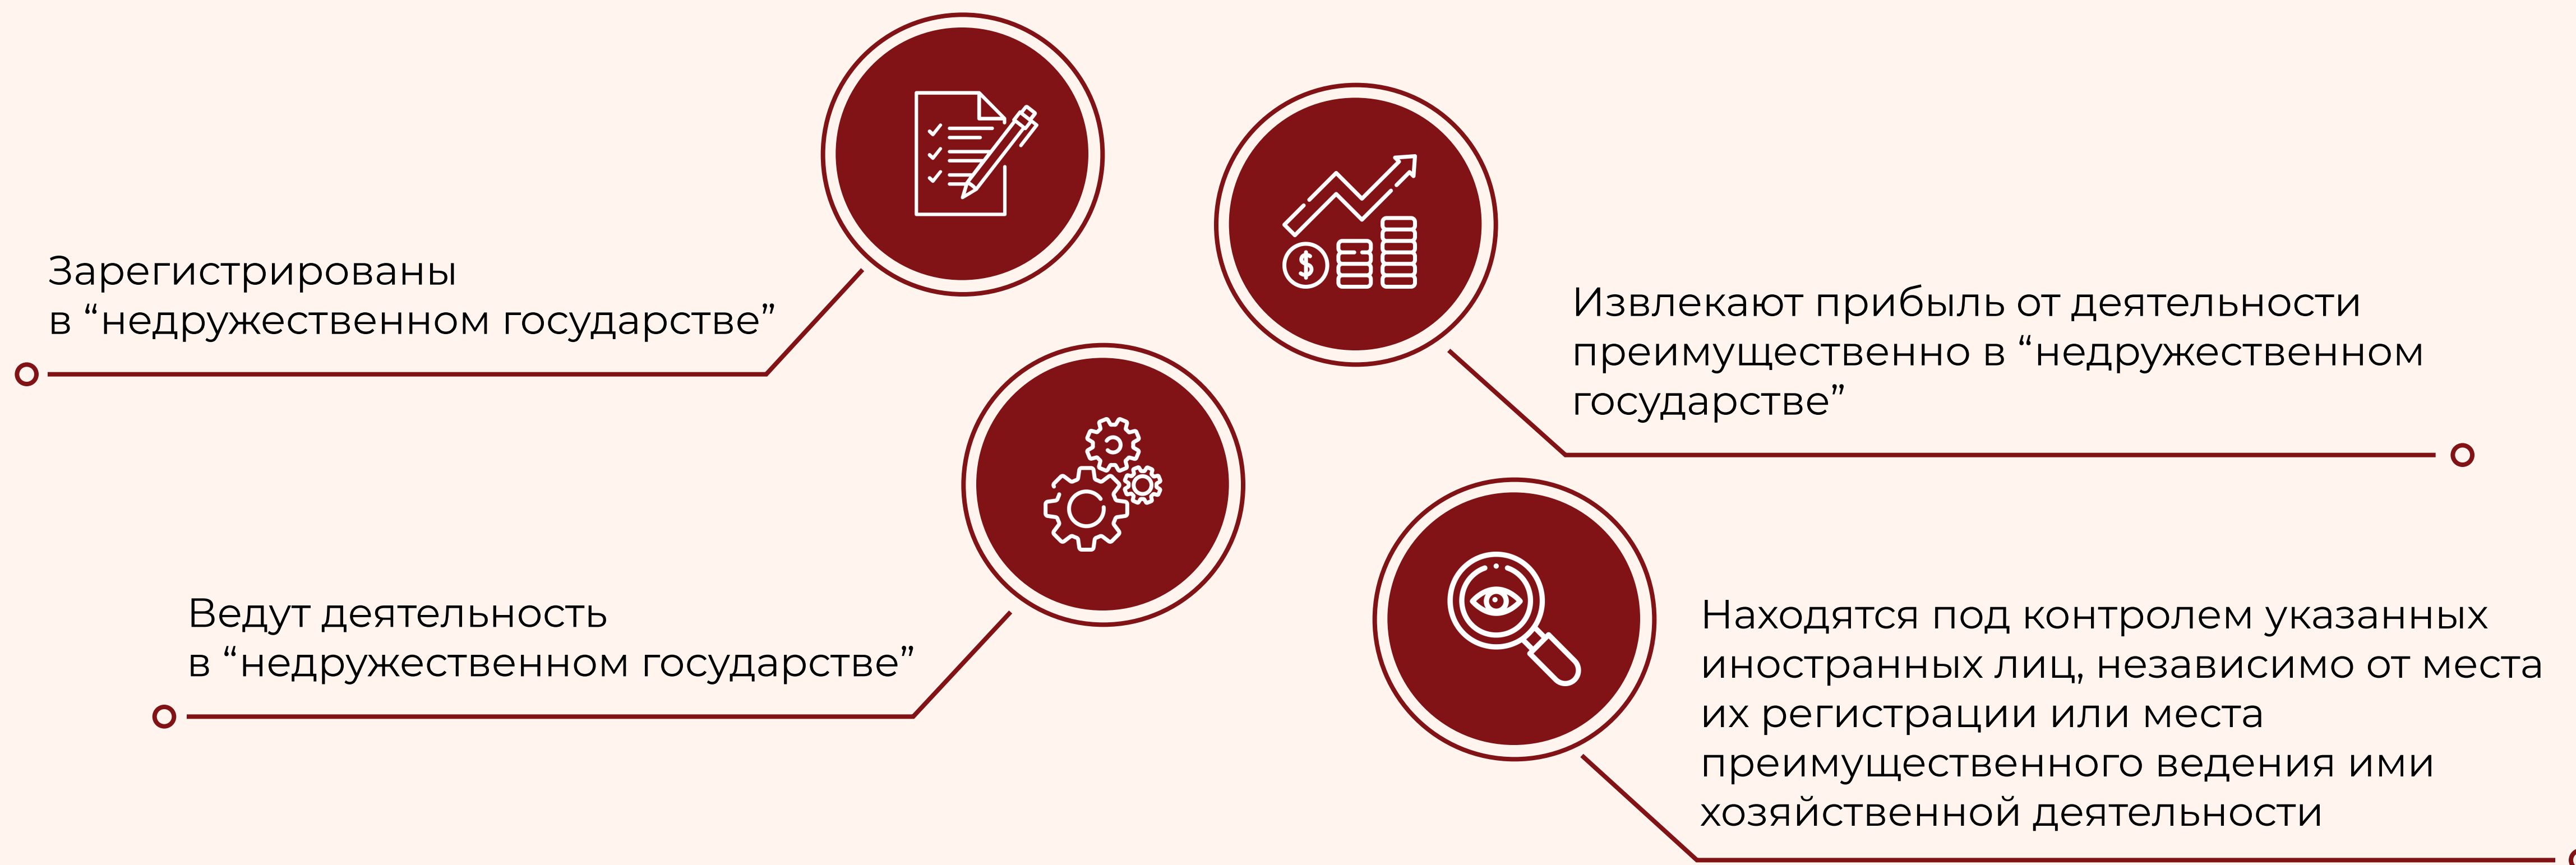 Зарегистрированы
в “недружественном государстве”
Извлекают прибыль от деятельности
преимущественно в “недружественном
государстве”
Ведут деятельность
в “недружественном государстве”
Находятся под контролем указанных
иностранных лиц, независимо от места
их регистрации или места
преимущественного ведения ими
хозяйственной деятельности